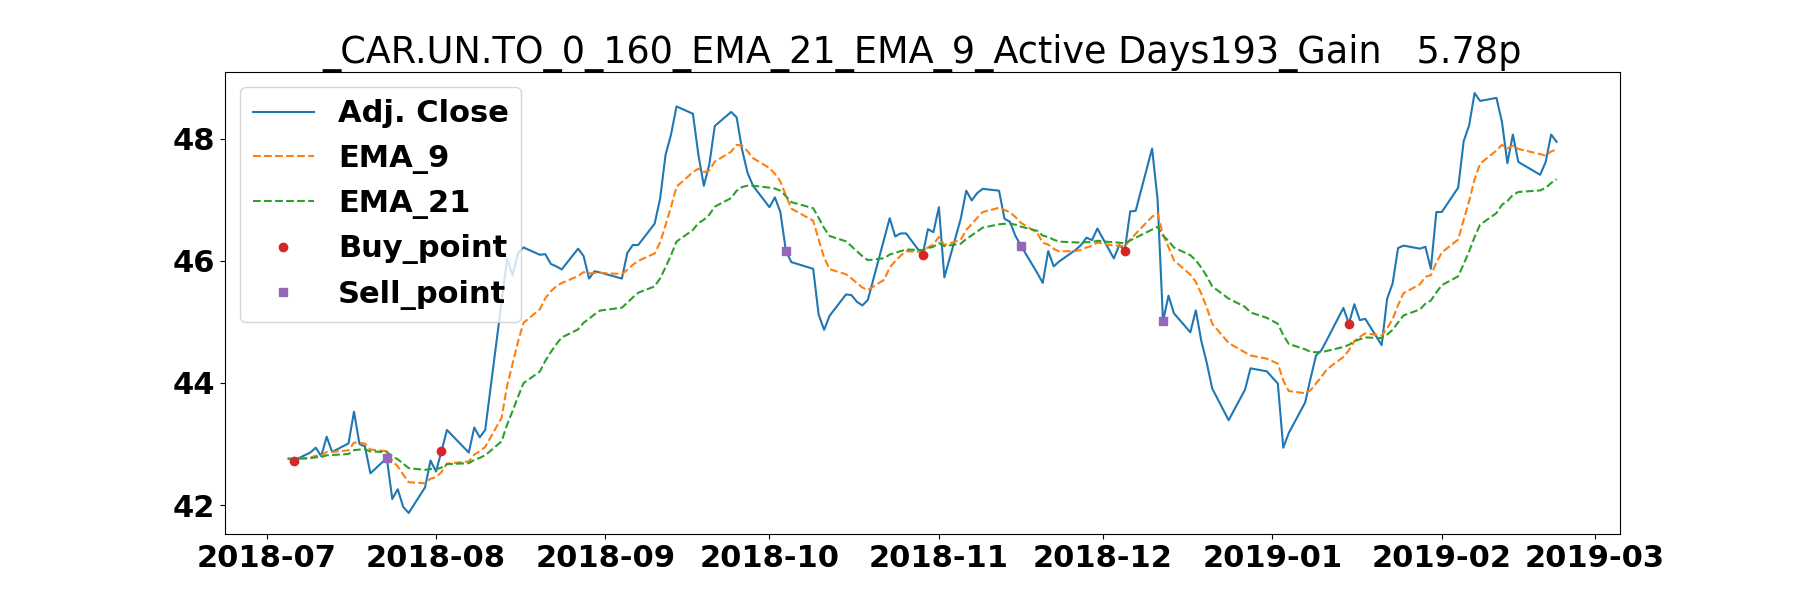 _CAR.UN.TO_0_160_EMA_21_EMA_9_Active Days193_Gain   5.78p
Adj. Close
EMA_9
EMA_21
Buy_point
Sell_point
48
46
44
42
2018-07 2018-08 2018-09 2018-10 2018-11 2018-12 2019-01 2019-02 2019-03